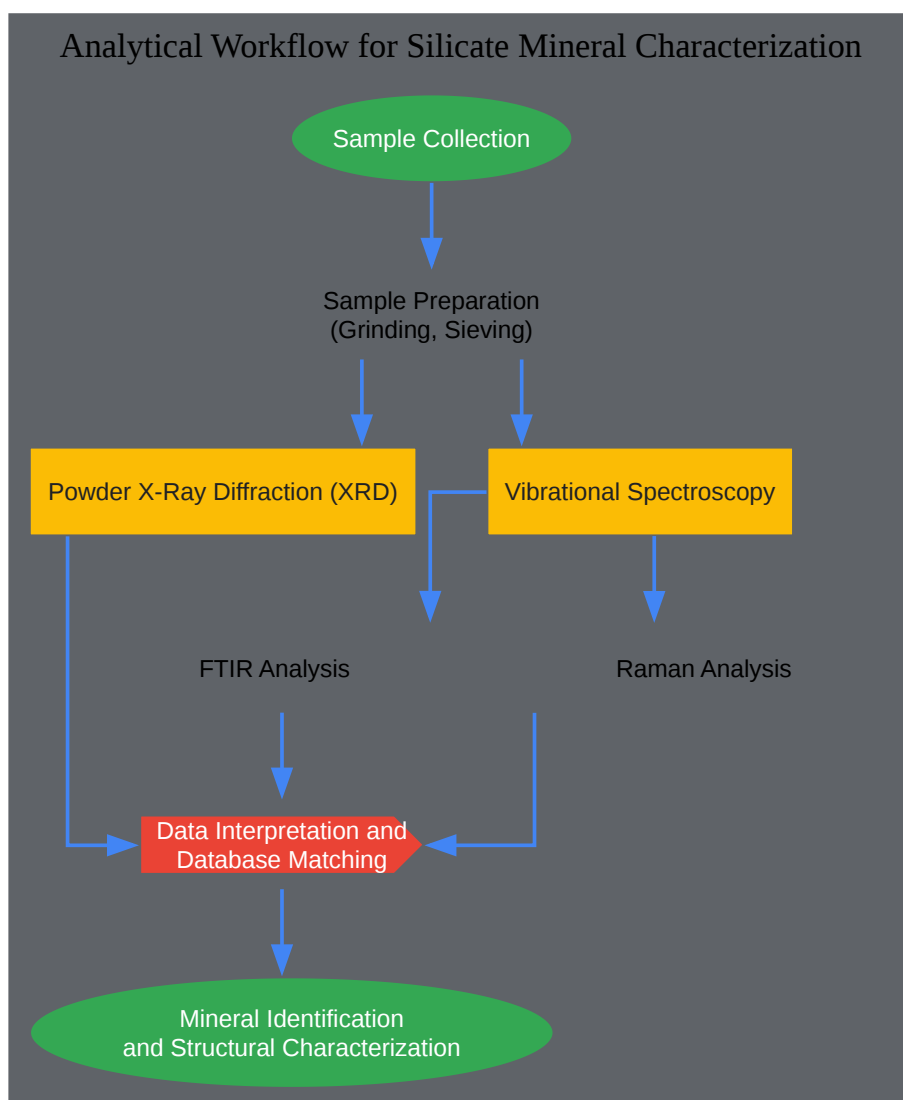 Analytical Workflow for Silicate Mineral Characterization
Sample Collection
Sample Preparation
(Grinding, Sieving)
Powder X-Ray Diffraction (XRD)
Vibrational Spectroscopy
FTIR Analysis
Raman Analysis
Data Interpretation and
Database Matching
Mineral Identification
and Structural Characterization